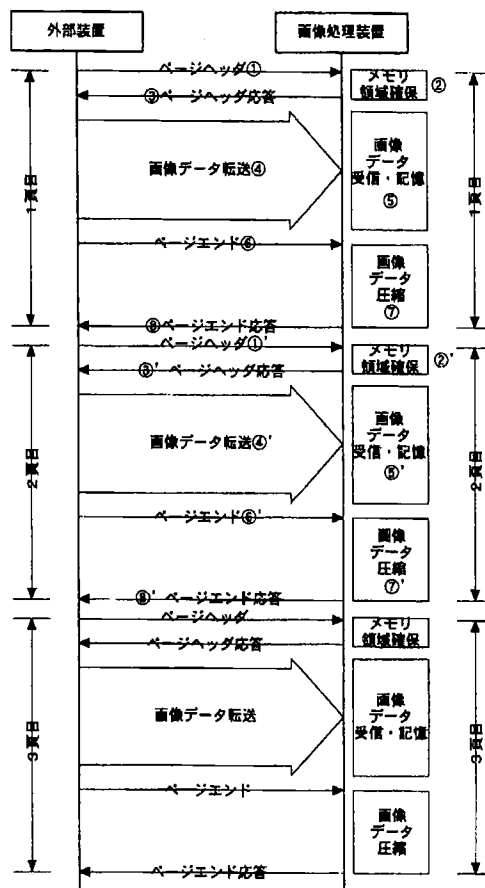 外部装置
画像処理装置
ページヘッダ①
メモリ
領域確保
②
③ページヘッダ応答
画像データ転送④
画像
データ
受信・記憶
⑤
ページエンド⑥
画像
データ
圧縮
⑦
⑧ページエンド応答
1頁目
1頁目
ページヘッダ①'
メモリ
領域確保
②'
③'ページヘッダ応答
画像データ転送④'
画像
データ
受信・記憶
⑤'
ページエンド⑥'
画像
データ
圧縮
⑦'
⑧'ページエンド応答
2頁目
2頁目
ページヘッダ
メモリ
領域確保
ページヘッダ応答
画像データ転送
画像
データ
受信・記憶
ページエンド
画像
データ
圧縮
ページエンド応答
3頁目
3頁目